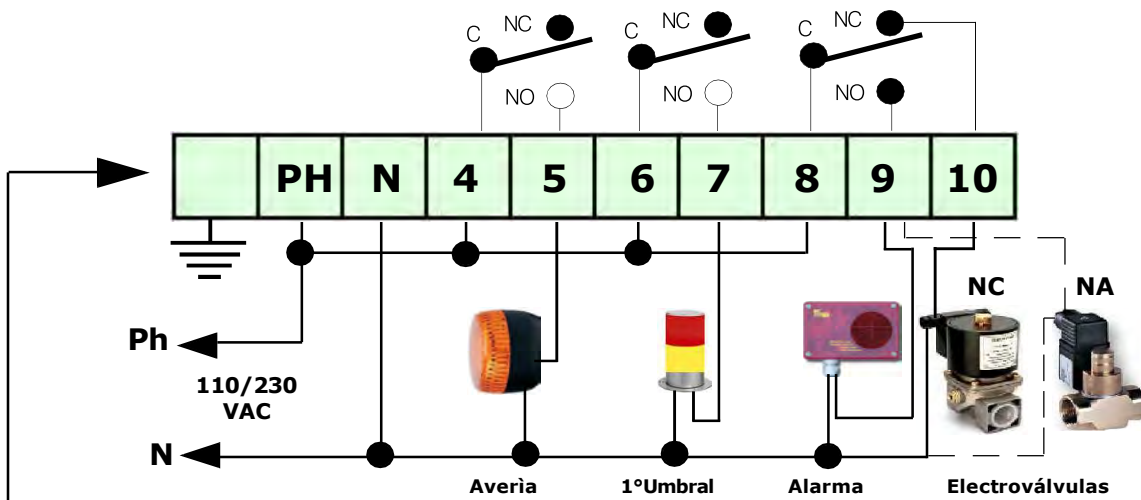 C NC C NC C NC
NO NO NO
PH N 4 5 6 7 8 9 10
NC NA
Ph
110/230
VAC
N
Averìa 1°Umbral Alarma Electroválvulas